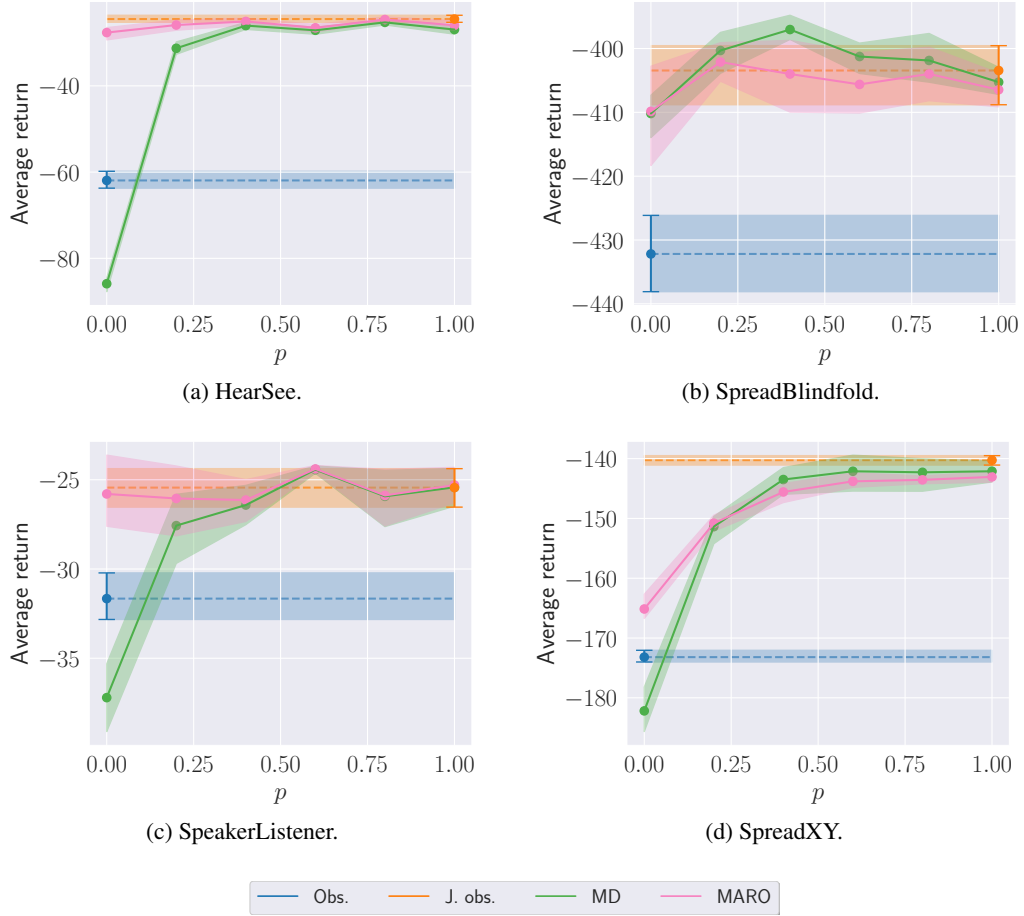 Average return
−40
−60
−80
0.00 0.25 0.50 0.75 1.00
p
(a) HearSee.
Average return
−400
−410
−420
−430
−440
0.00 0.25 0.50 0.75 1.00
p
(b) SpreadBlindfold.
Average return
−25
−30
−35
0.00 0.25 0.50 0.75 1.00
p
(c) SpeakerListener.
Average return
−140
−150
−160
−170
−180
0.00 0.25 0.50 0.75 1.00
p
(d) SpreadXY.
Obs. J. obs. MD MARO